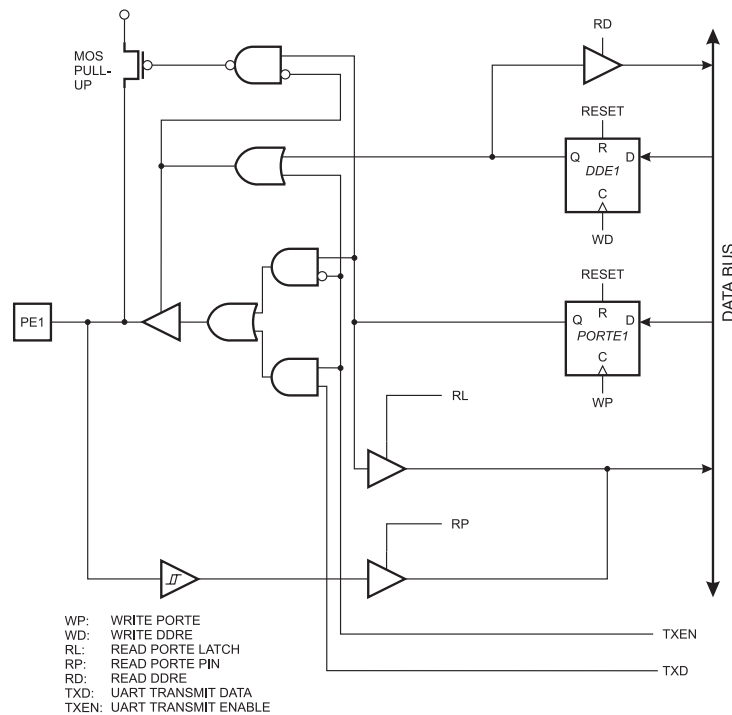 RD
MOS
PULL-
UP
RESET
R
Q
D
DDE1
C
WD
RESET
R
Q
D
PORTE1
C
WP
PE1
DATA BUS
RL
RP
TXEN
TXD
WP: WRITE PORTE
WD: WRITE DDRE
RL: READ PORTE LATCH
RP: READ PORTE PIN
RD: READ DDRE
TXD: UART TRANSMIT DATA
TXEN: UART TRANSMIT ENABLE